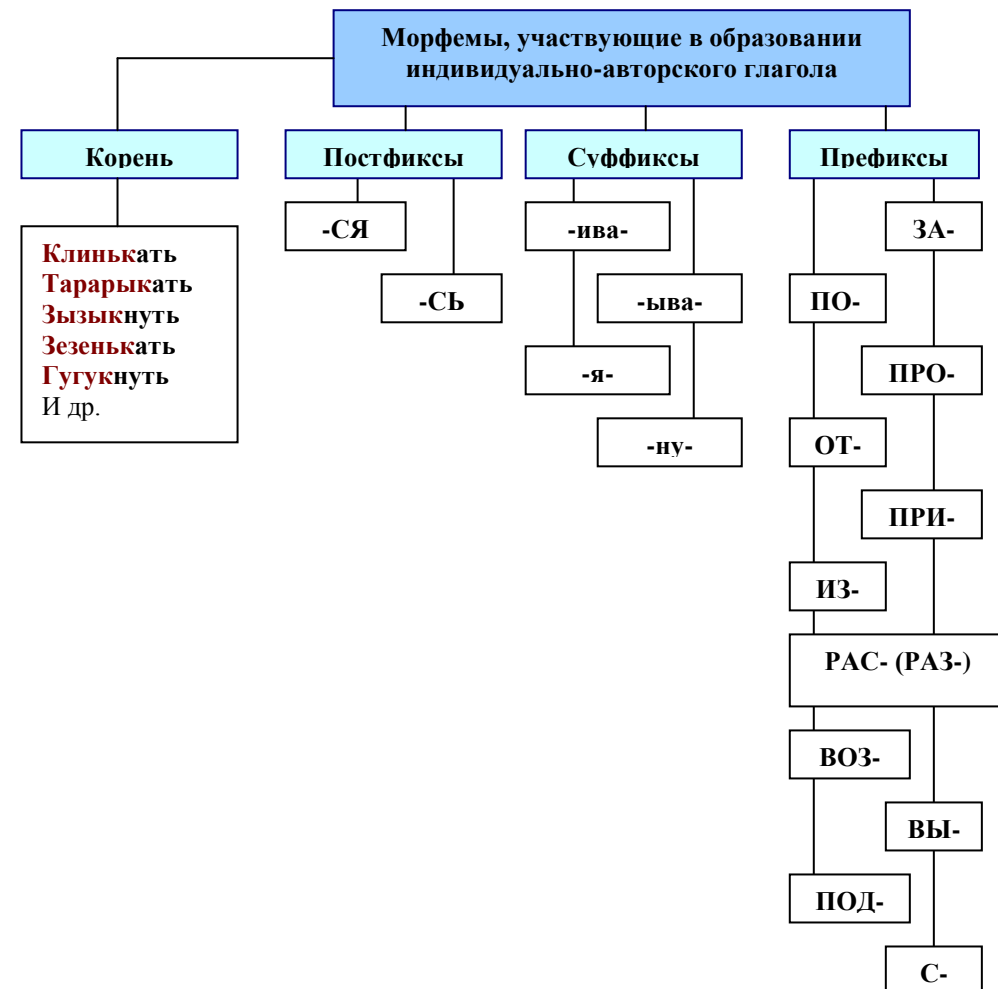 Морфемы, участвующие в образовании
индивидуально-авторского глагола
Корень
Постфиксы
Суффиксы
Префиксы
Клинькать
Тарарыкать
Зызыкнуть
Зезенькать
Гугукнуть
И др.
-СЯ
-СЬ
-ива-
-ыва-
-я-
-ну-
ЗА-
ПО-
ПРО-
ОТ-
ПРИ-
ИЗ-
РАС- (РАЗ-)
ВОЗ-
ВЫ-
ПОД-
С-